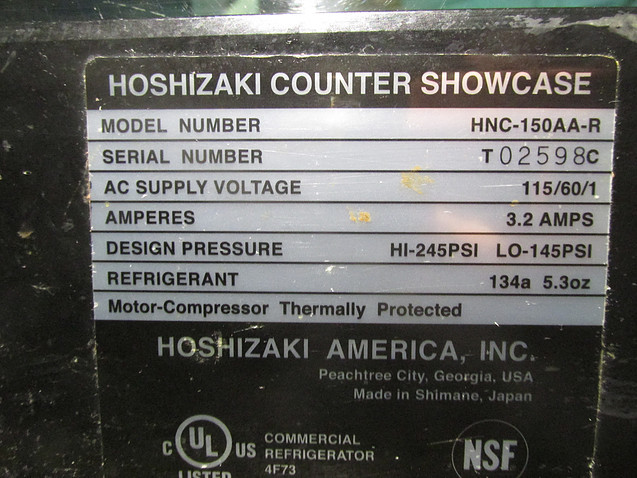 HOSHIZAKI COUNTER SHOWCASE
MODEL NUMBER HNC-150AA-R
SERIAL NUMBER T02598C
AC SUPPLY VOLTAGE 115/60/1
AMPERES 3.2 AMPS
DESIGN PRESSURE HI-245PSI LO-145PSI
REFRIGERANT 134a 5.3oz
Motor-Compressor Thermally Protected
HOSHIZAKI AMERICA, INC.
Peachtree City, Georgia, USA
Made in Shimane, Japan
C UL US
LISTED
COMMERCIAL
REFRIGERATOR
4F73
NSF